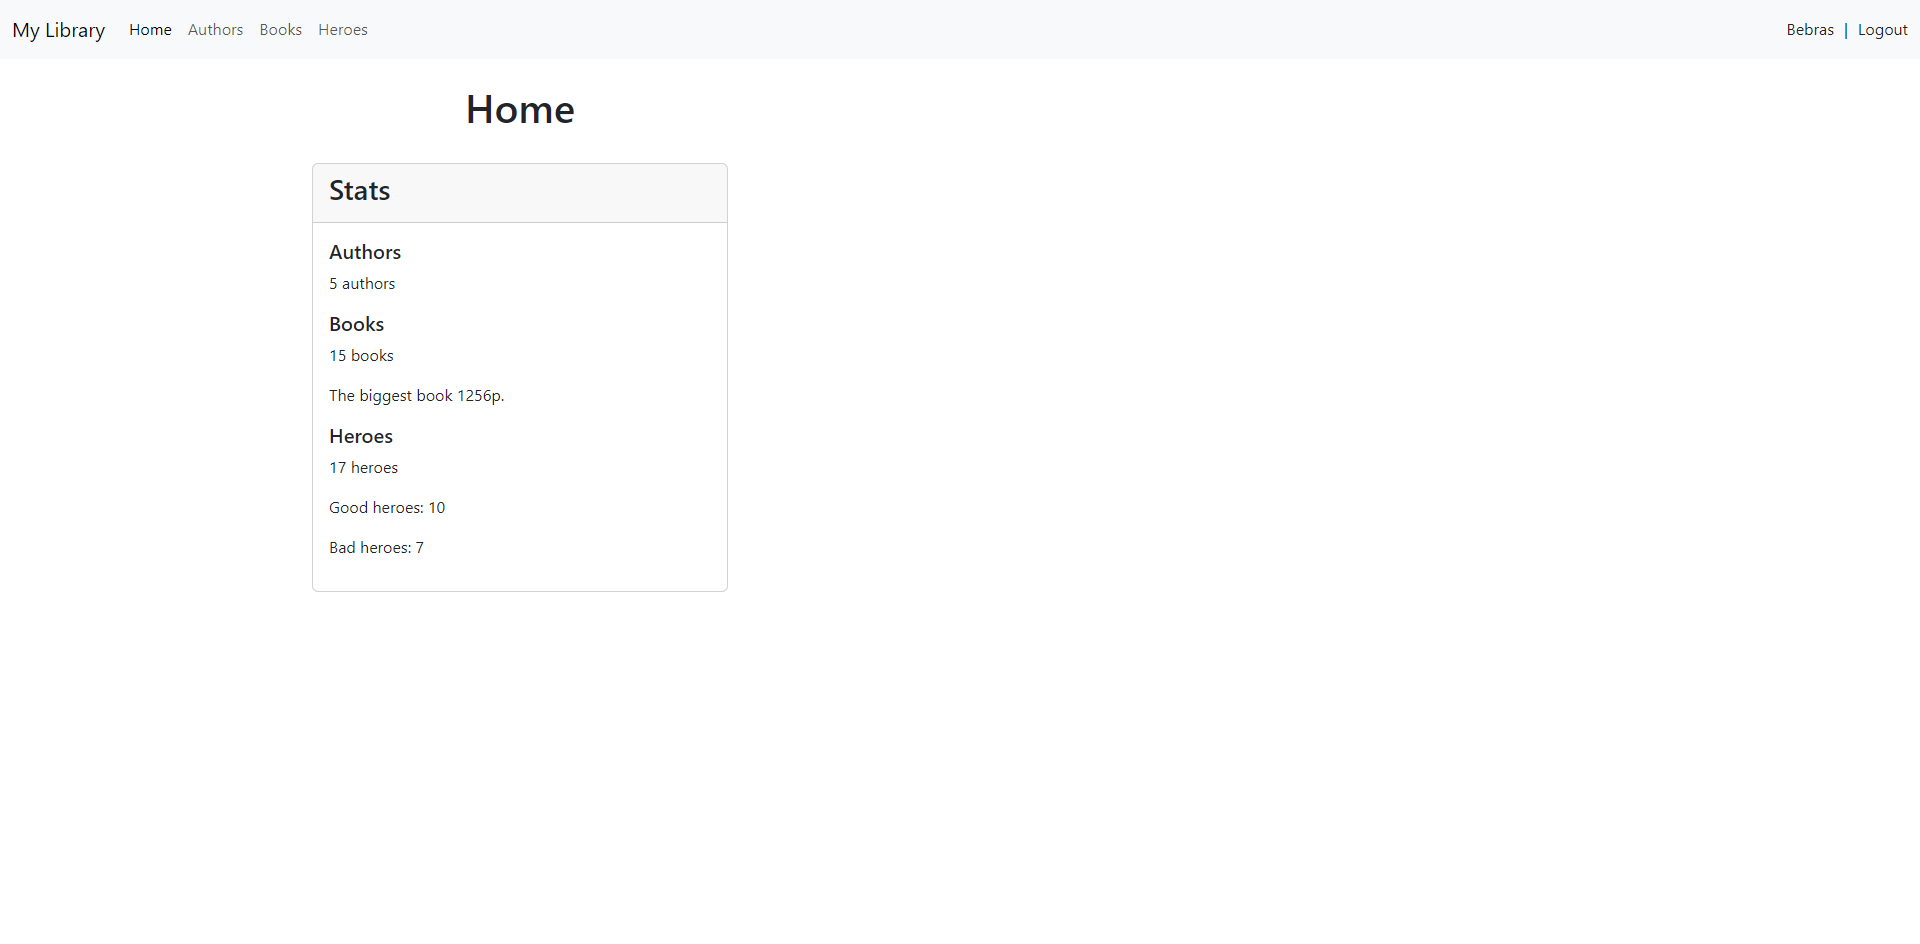 My Library Home Authors Books Heroes Bebras | Logout
Home
Stats
Authors
5 authors
Books
15 books
The biggest book 1256p.
Heroes
17 heroes
Good heroes: 10
Bad heroes: 7